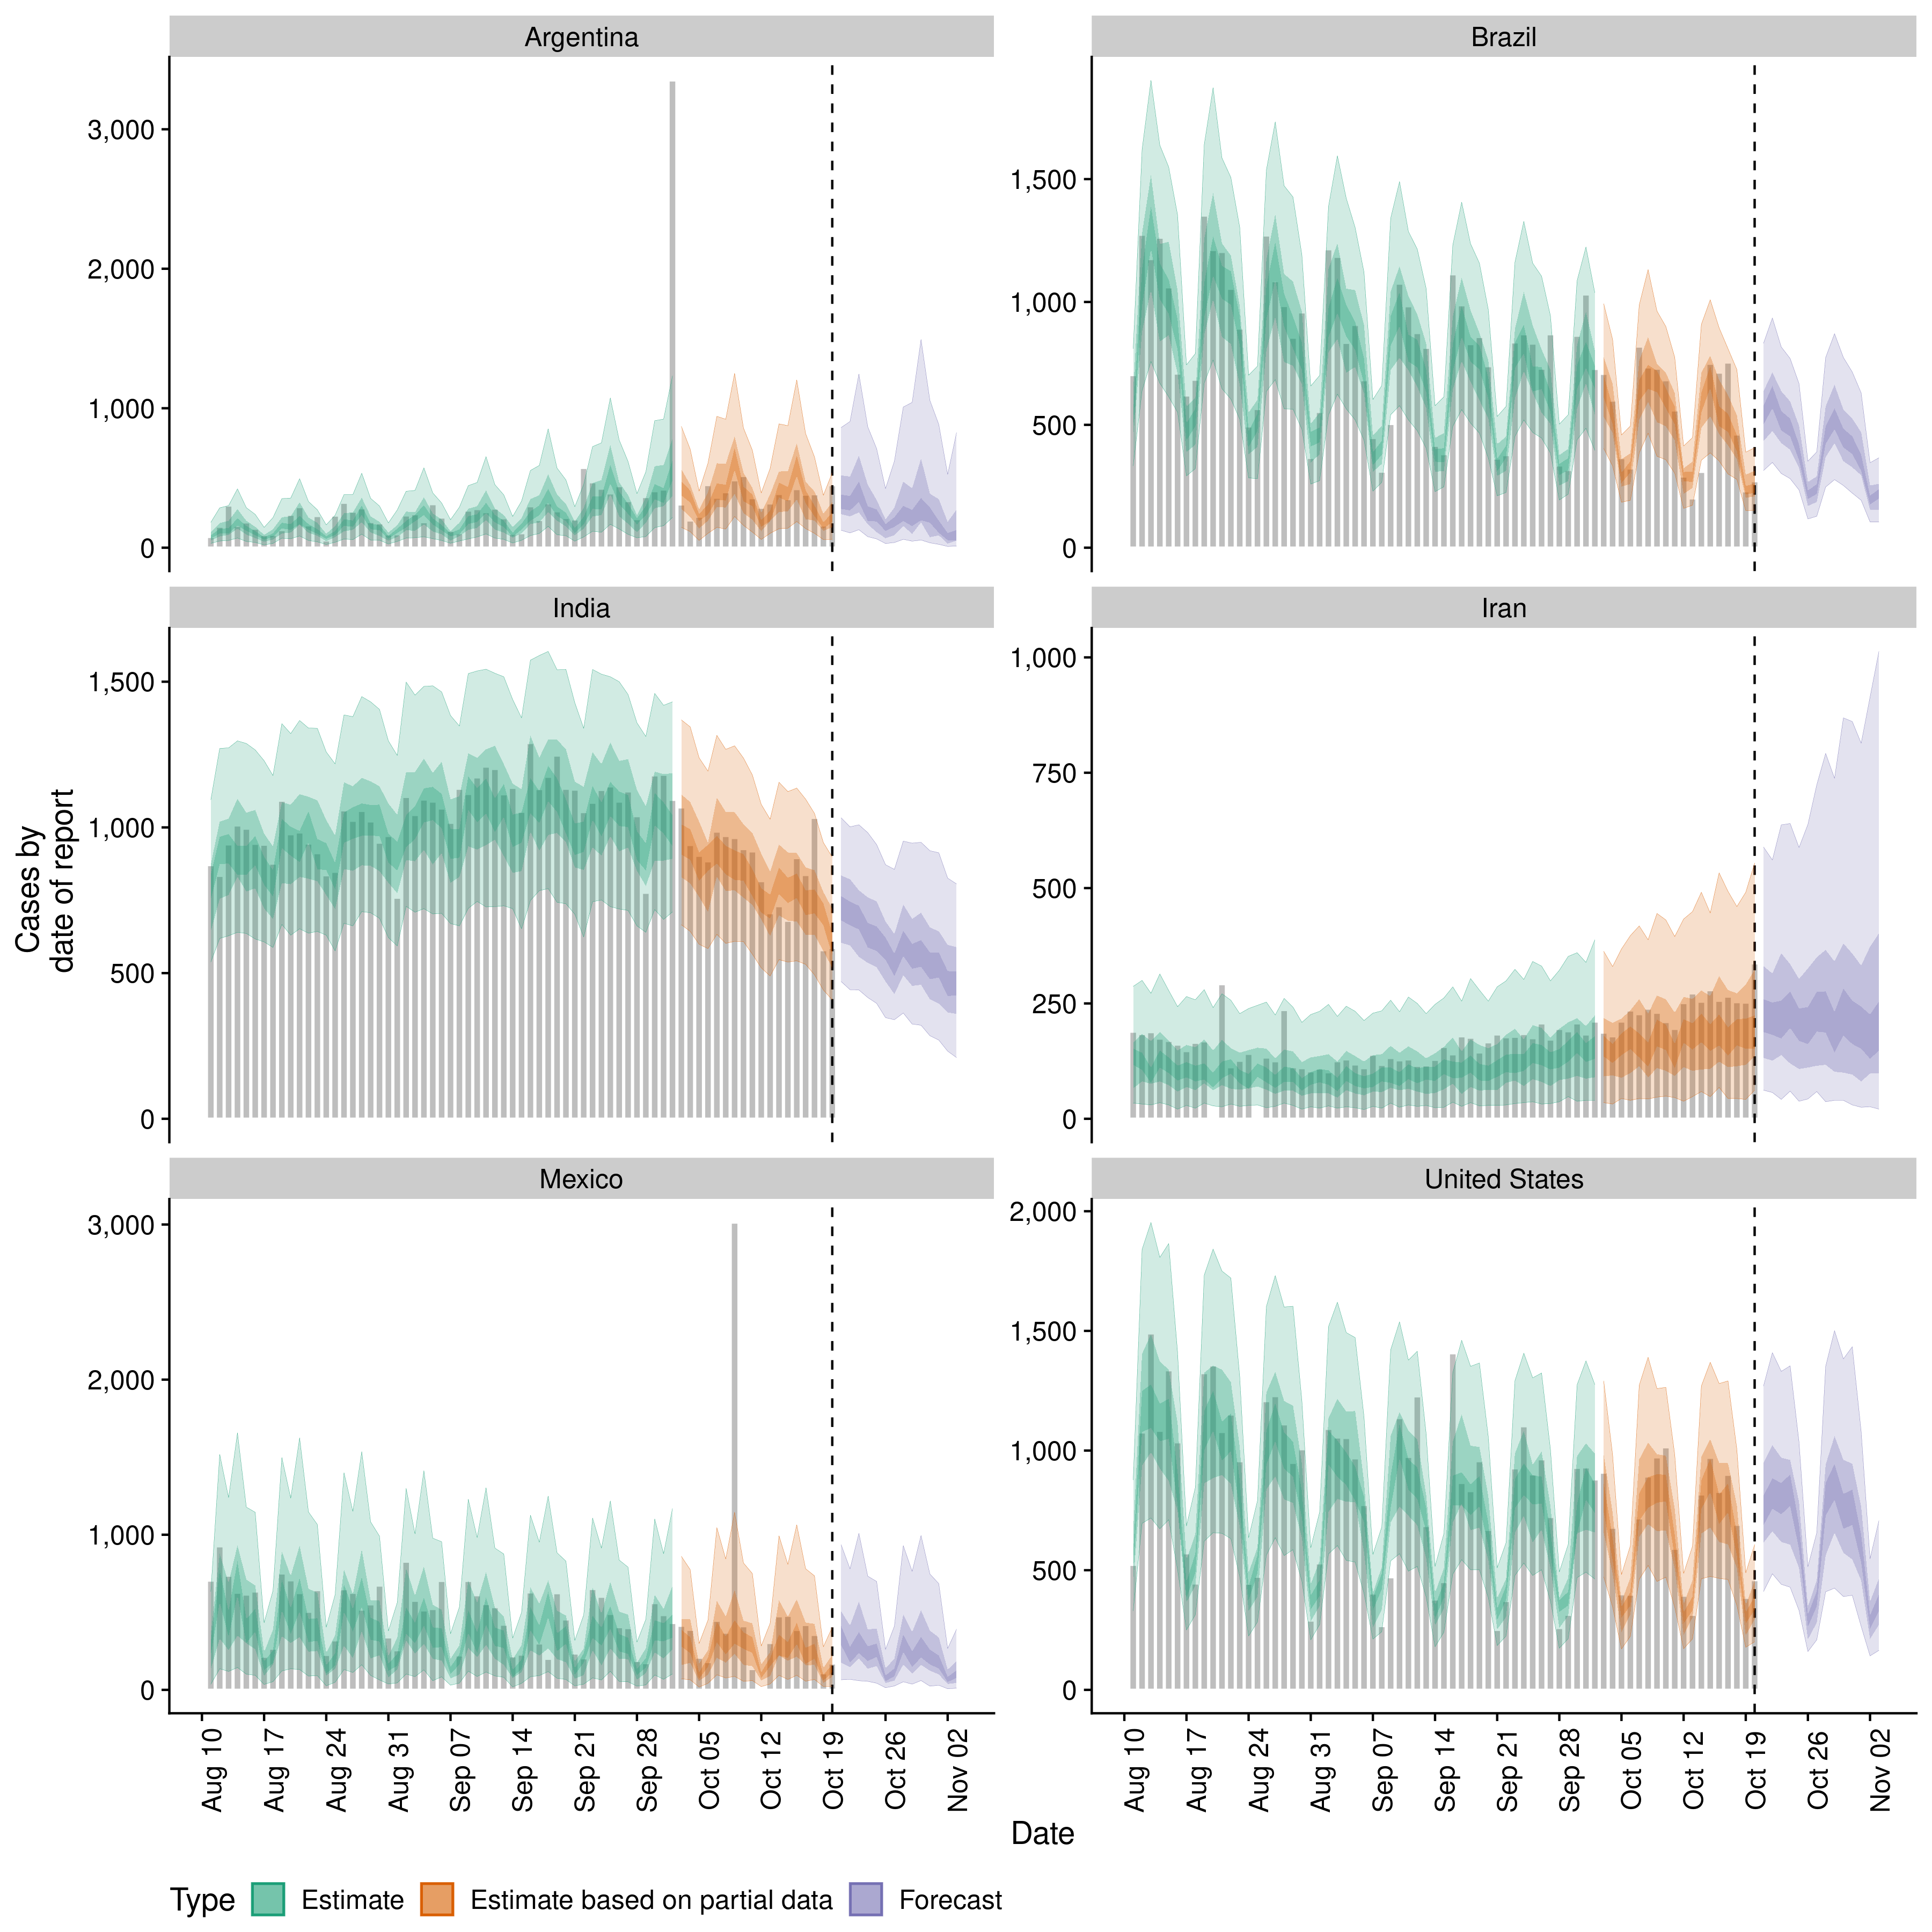 Argentina
Brazil
3,000
2,000
1,000
0
1,500
1,000
500
0
India
Iran
1,500
1,000
500
0
1,000
750
500
250
0
Mexico
United States
3,000
2,000
1,000
0
2,000
1,500
1,000
500
0
Cases by
date of report
Aug 10
Aug 17
Aug 24
Aug 31
Sep 07
Sep 14
Sep 21
Sep 28
Oct 05
Oct 12
Oct 19
Oct 26
Nov 02
Aug 10
Aug 17
Aug 24
Aug 31
Sep 07
Sep 14
Sep 21
Sep 28
Oct 05
Oct 12
Oct 19
Oct 26
Nov 02
Date
Type Estimate Estimate based on partial data Forecast